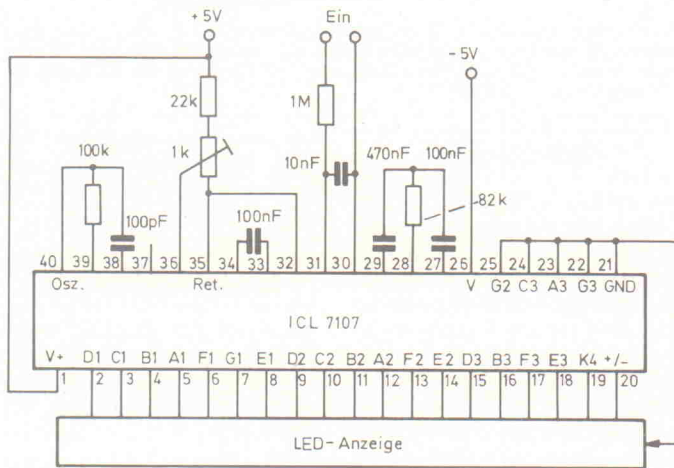 +5V
Ein
-5V
22k
1M
100k
1k
10nF
470nF
100nF
82k
100pF
100nF
40 39 38 37 36 35 34 33 32 31 30 29 28 27 26 25 24 23 22 21
Osz. Ret. V G2 C3 A3 G3 GND
ICL 7107
V+ D1 C1 B1 A1 F1 G1 E1 D2 C2 B2 A2 F2 E2 D3 B3 F3 E3 K4 +/-
1 2 3 4 5 6 7 8 9 10 11 12 13 14 15 16 17 18 19 20
LED-Anzeige